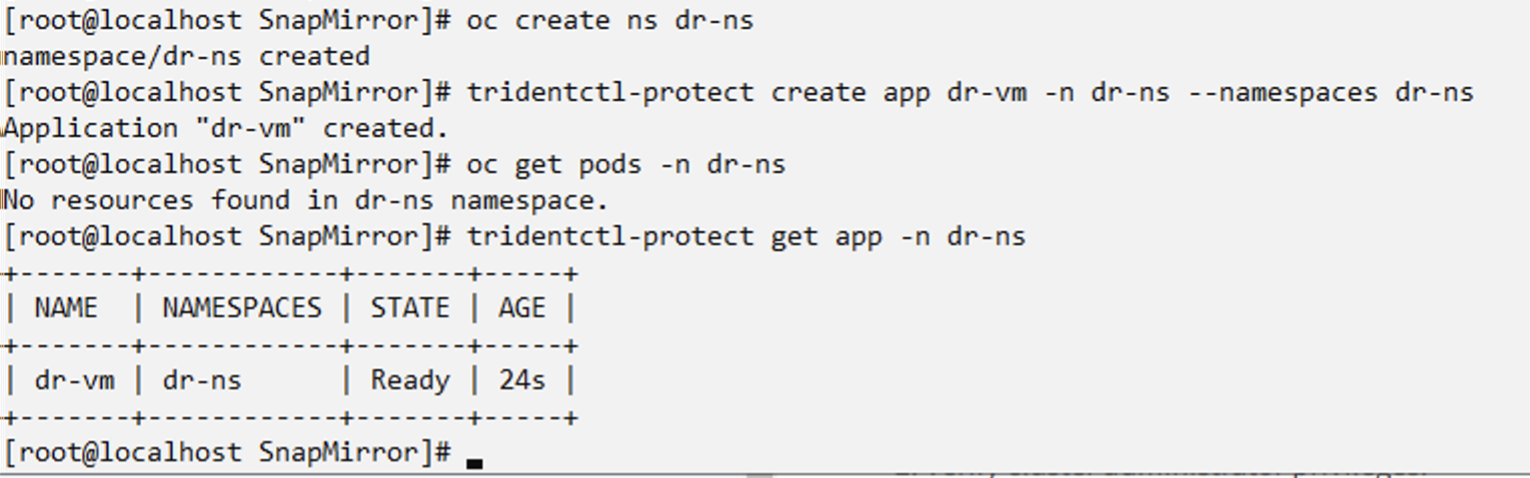 [root@localhost SnapMirror]# oc create ns dr-ns
namespace/dr-ns created
[root@localhost SnapMirror]# tridentctl-protect create app dr-vm -n dr-ns --namespaces dr-ns
Application "dr-vm" created.
[root@localhost SnapMirror]# oc get pods -n dr-ns
No resources found in dr-ns namespace.
[root@localhost SnapMirror]# tridentctl-protect get app -n dr-ns
+-------+------------+-------+-----+
| NAME  | NAMESPACES | STATE | AGE |
+-------+------------+-------+-----+
| dr-vm | dr-ns      | Ready | 24s |
+-------+------------+-------+-----+
[root@localhost SnapMirror]#